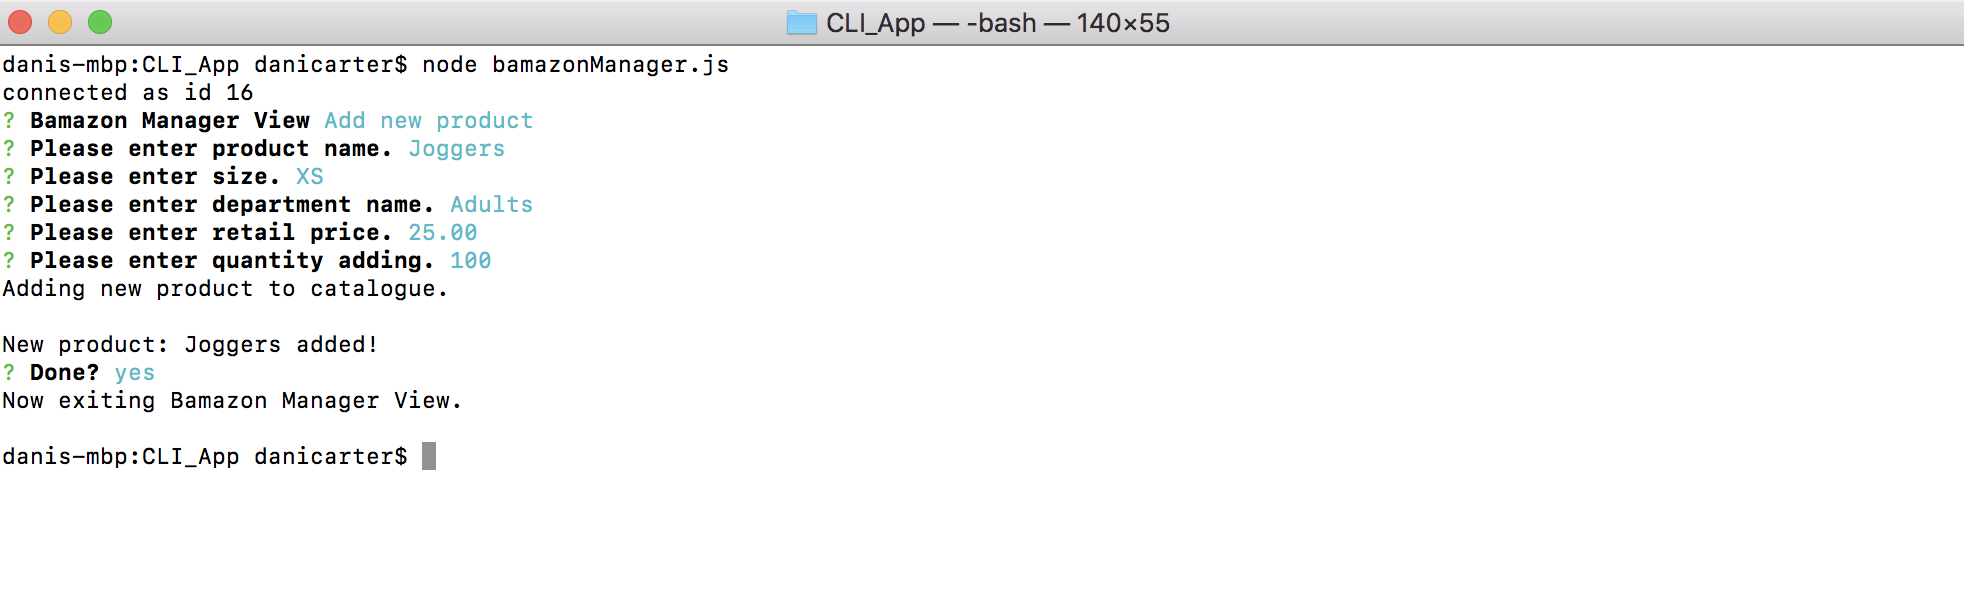 CLI_App — -bash — 140×55
danis-mbp:CLI_App danicarter$ node bamazonManager.js
connected as id 16
? Bamazon Manager View Add new product
? Please enter product name. Joggers
? Please enter size. XS
? Please enter department name. Adults
? Please enter retail price. 25.00
? Please enter quantity adding. 100
Adding new product to catalogue.
New product: Joggers added!
? Done? yes
Now exiting Bamazon Manager View.
danis-mbp:CLI_App danicarter$